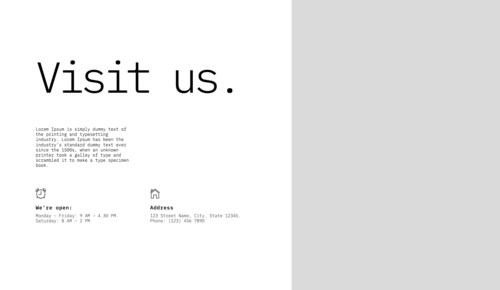 Visit us.
Lorem Ipsum is simply dummy text of
the printing and typesetting
industry. Lorem Ipsum has been the
industry's standard dummy text ever
since the 1500s, when an unknown
printer took a galley of type and
scrambled it to make a type specimen
book.
We're open:
Monday - Friday: 9 AM - 4.30 PM
Saturday: 8 AM - 2 PM
Address
123 Street Name, City. State 12345.
Phone: (123) 456 7890